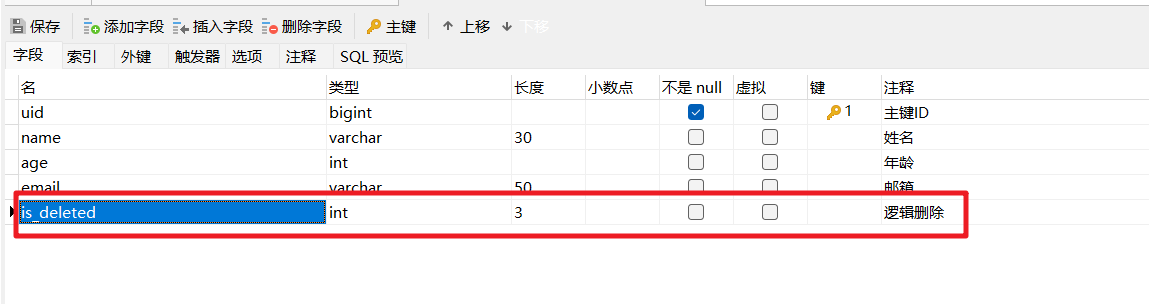 保存 添加字段 插入字段 删除字段 主键 上移 下移
字段 索引 外键 触发器 选项 注释 SQL 预览
名 类型 长度 小数点 不是 null 虚拟 键 注释
uid bigint 1 主键ID
name varchar 30 姓名
age int 年龄
email varchar 50 邮箱
is_deleted int 3 逻辑删除